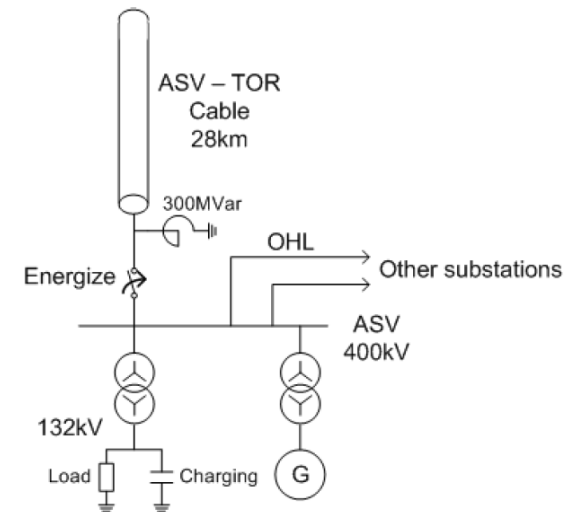 ASV – TOR
Cable
28km
300MVar
OHL
Energize
Other substations
ASV
400kV
132kV
Load
Charging
G